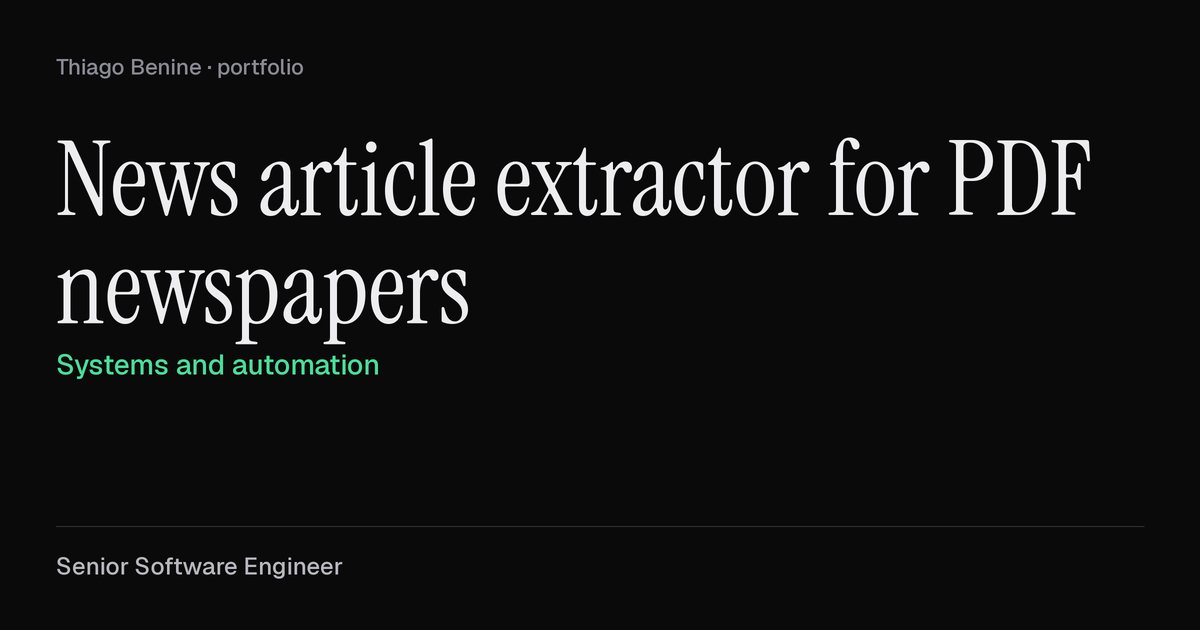 Thiago Benine · portfolio
News article extractor for PDF
newspapers
Systems and automation
Senior Software Engineer